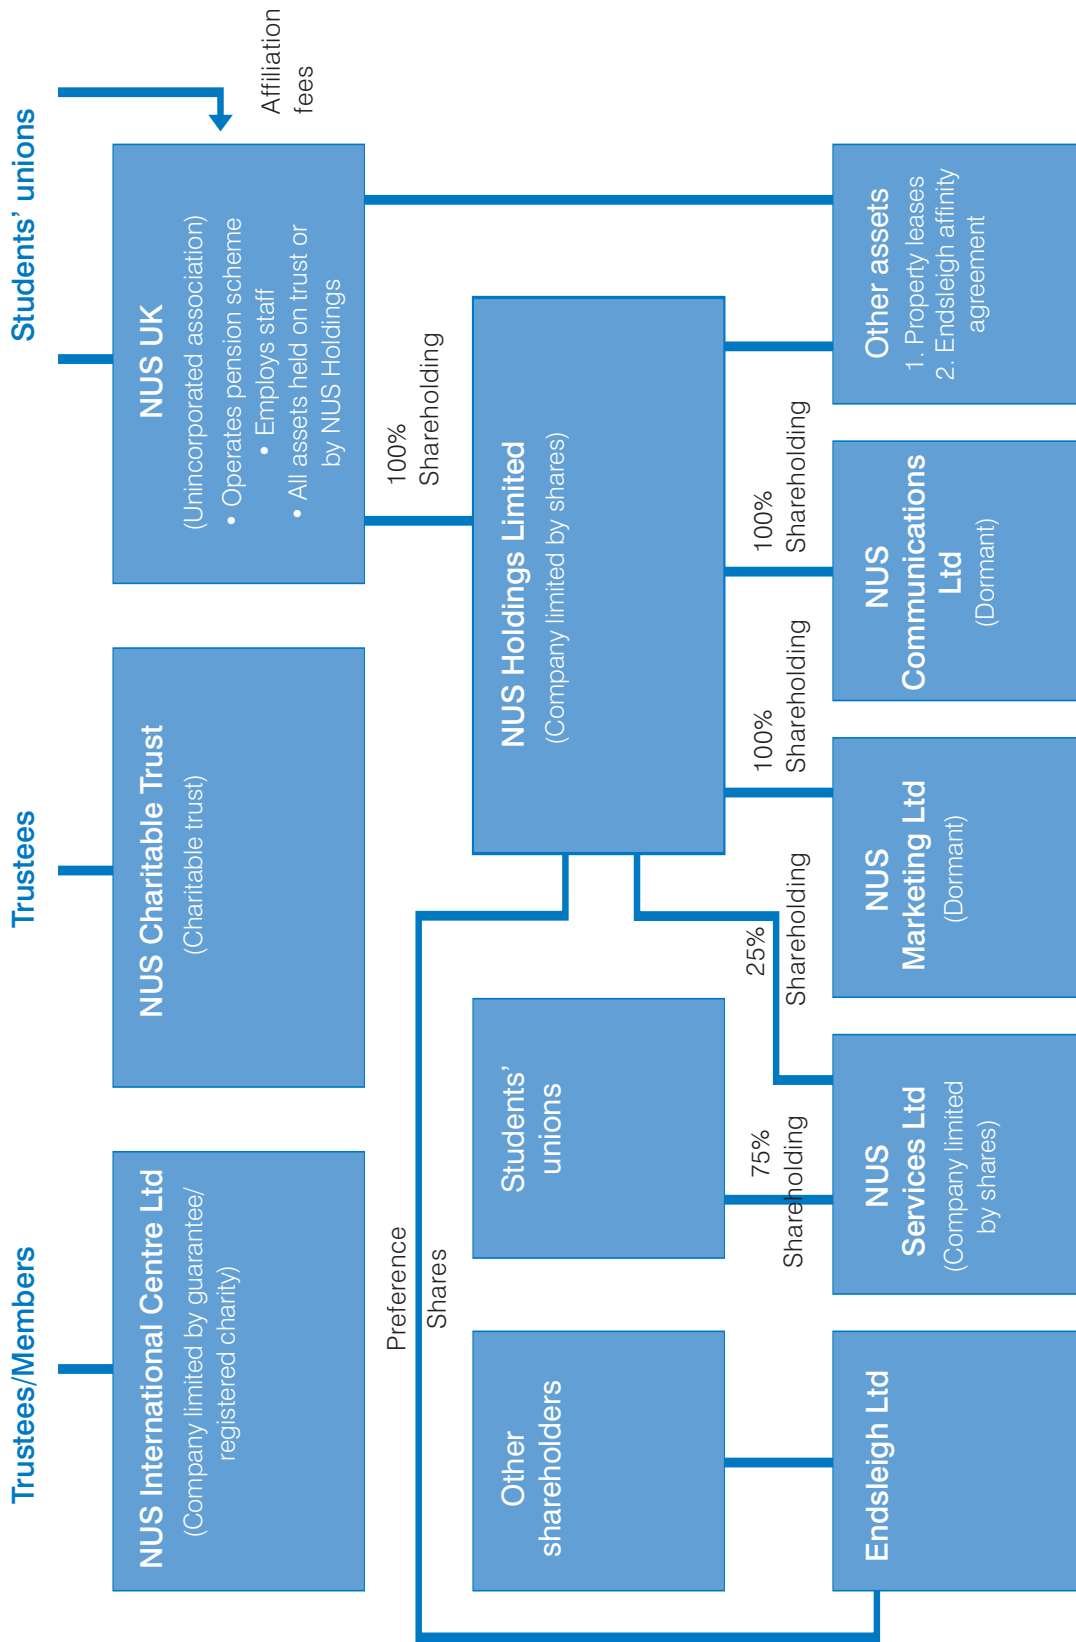 Trustees/Members
Trustees
Students’ unions
NUS International Centre Ltd
(Company limited by guarantee/
registered charity)
NUS Charitable Trust
(Charitable trust)
NUS UK
(Unincorporated association)
• Operates pension scheme
• Employs staff
• All assets held on trust or
by NUS Holdings
Affiliation
fees
Preference
Shares
100%
Shareholding
Other
shareholders
Students’
unions
NUS Holdings Limited
(Company limited by shares)
75%
Shareholding
25%
Shareholding
100%
Shareholding
100%
Shareholding
Endsleigh Ltd
NUS
Services Ltd
(Company limited
by shares)
NUS
Marketing Ltd
(Dormant)
NUS
Communications
Ltd
(Dormant)
Other assets
1. Property leases
2. Endsleigh affinity
agreement